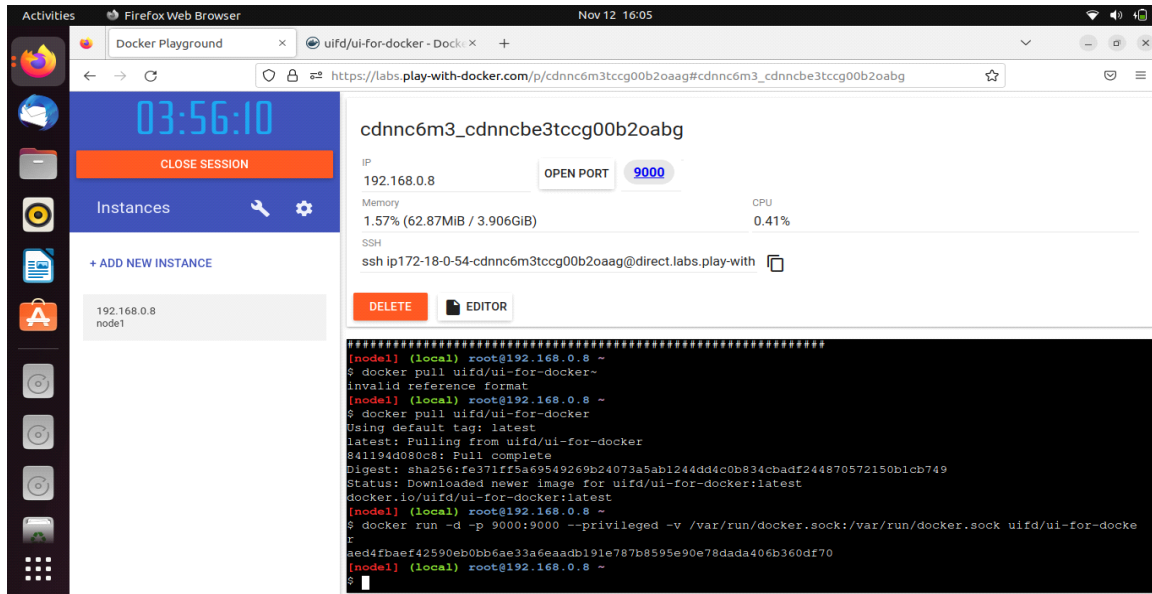 Activities
Firefox Web Browser
Nov 12 16:05
Docker Playground
uifd/ui-for-docker - Docke
https://labs.play-with-docker.com/p/cdnnc6m3tccg00b2oaag#cdnnc6m3_cdnncbe3tccg00b2oabg
03:56:10
CLOSE SESSION
Instances
+ ADD NEW INSTANCE
192.168.0.8
node1
cdnnc6m3_cdnncbe3tccg00b2oabg
IP
192.168.0.8
OPEN PORT
9000
Memory
1.57% (62.87MiB / 3.906GiB)
CPU
0.41%
SSH
ssh ip172-18-0-54-cdnnc6m3tccg00b2oaag@direct.labs.play-with
DELETE
EDITOR
###############################################################
[node1] (local) root@192.168.0.8 ~
$ docker pull uifd/ui-for-docker~
invalid reference format
[node1] (local) root@192.168.0.8 ~
$ docker pull uifd/ui-for-docker
Using default tag: latest
latest: Pulling from uifd/ui-for-docker
841194d080c8: Pull complete
Digest: sha256:fe371ff5a69549269b24073a5ab1244dd4c0b834cbadf244870572150b1cb749
Status: Downloaded newer image for uifd/ui-for-docker:latest
docker.io/uifd/ui-for-docker:latest
[node1] (local) root@192.168.0.8 ~
$ docker run -d -p 9000:9000 --privileged -v /var/run/docker.sock:/var/run/docker.sock uifd/ui-for-docke
r
aed4fbaef42590eb0bb6ae33a6eaadb191e787b8595e90e78dada406b360df70
[node1] (local) root@192.168.0.8 ~
$